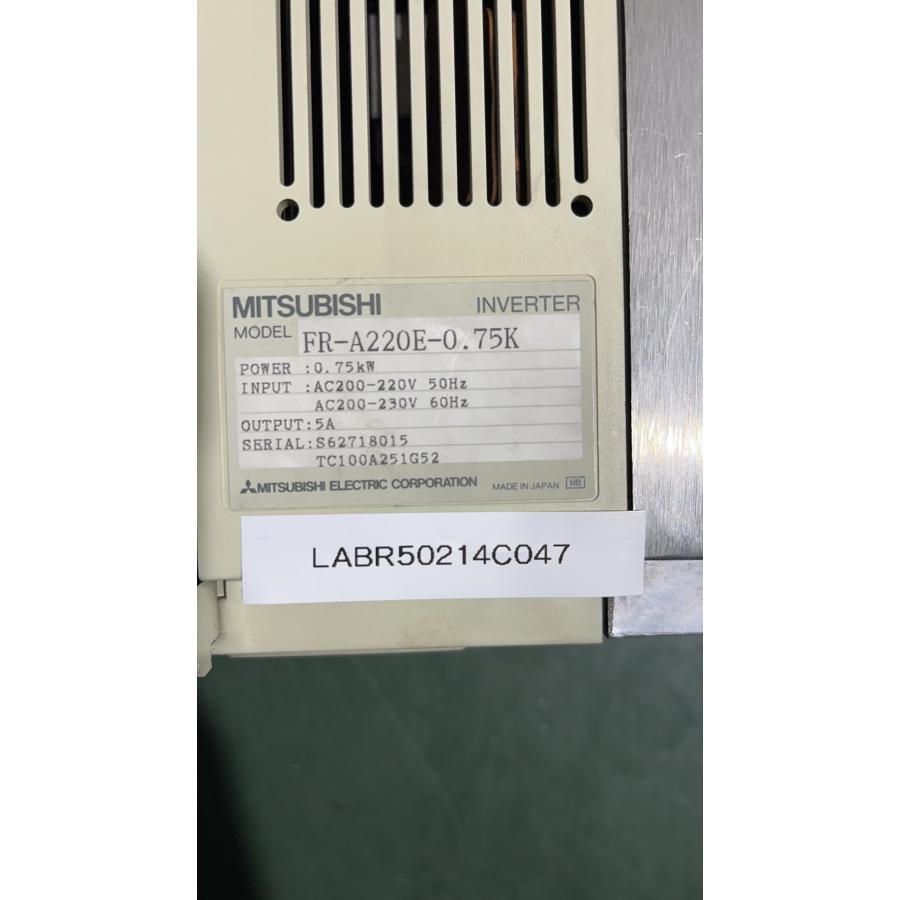 MITSUBISHI INVERTER
MODEL FR-A220E-0.75K
POWER :0.75kW
INPUT :AC200-220V 50Hz
AC200-230V 60Hz
OUTPUT:5A
SERIAL:S62718015
TC100A251G52
MITSUBISHI ELECTRIC CORPORATION MADE IN JAPAN NB
LABR50214C047